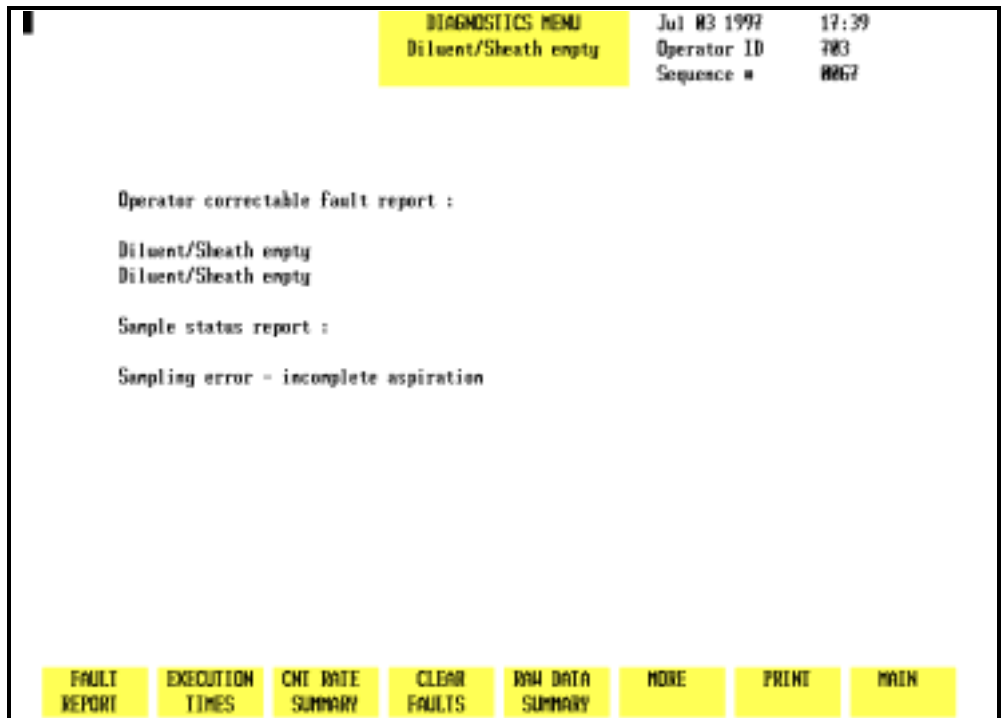 DIAGNOSTICS MENU
Diluent/Sheath empty
Jul 03 1997 17:39
Operator ID 703
Sequence # 0067
Operator correctable fault report :
Diluent/Sheath empty
Diluent/Sheath empty
Sample status report :
Sampling error - incomplete aspiration
FAULT REPORT
EXECUTION TIMES
CNT RATE SUMMARY
CLEAR FAULTS
RAW DATA SUMMARY
MORE
PRINT
MAIN